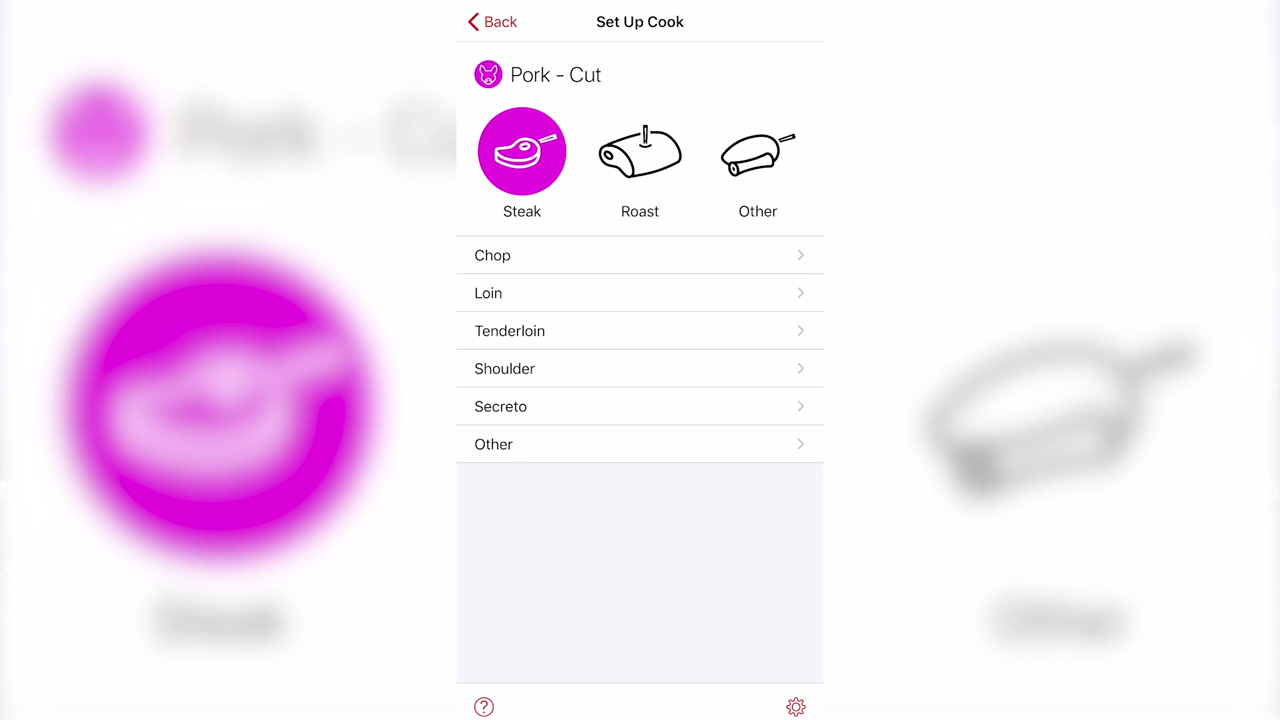 Back
Set Up Cook
Pork - Cut
Steak
Roast
Other
Chop
Loin
Tenderloin
Shoulder
Secreto
Other
?